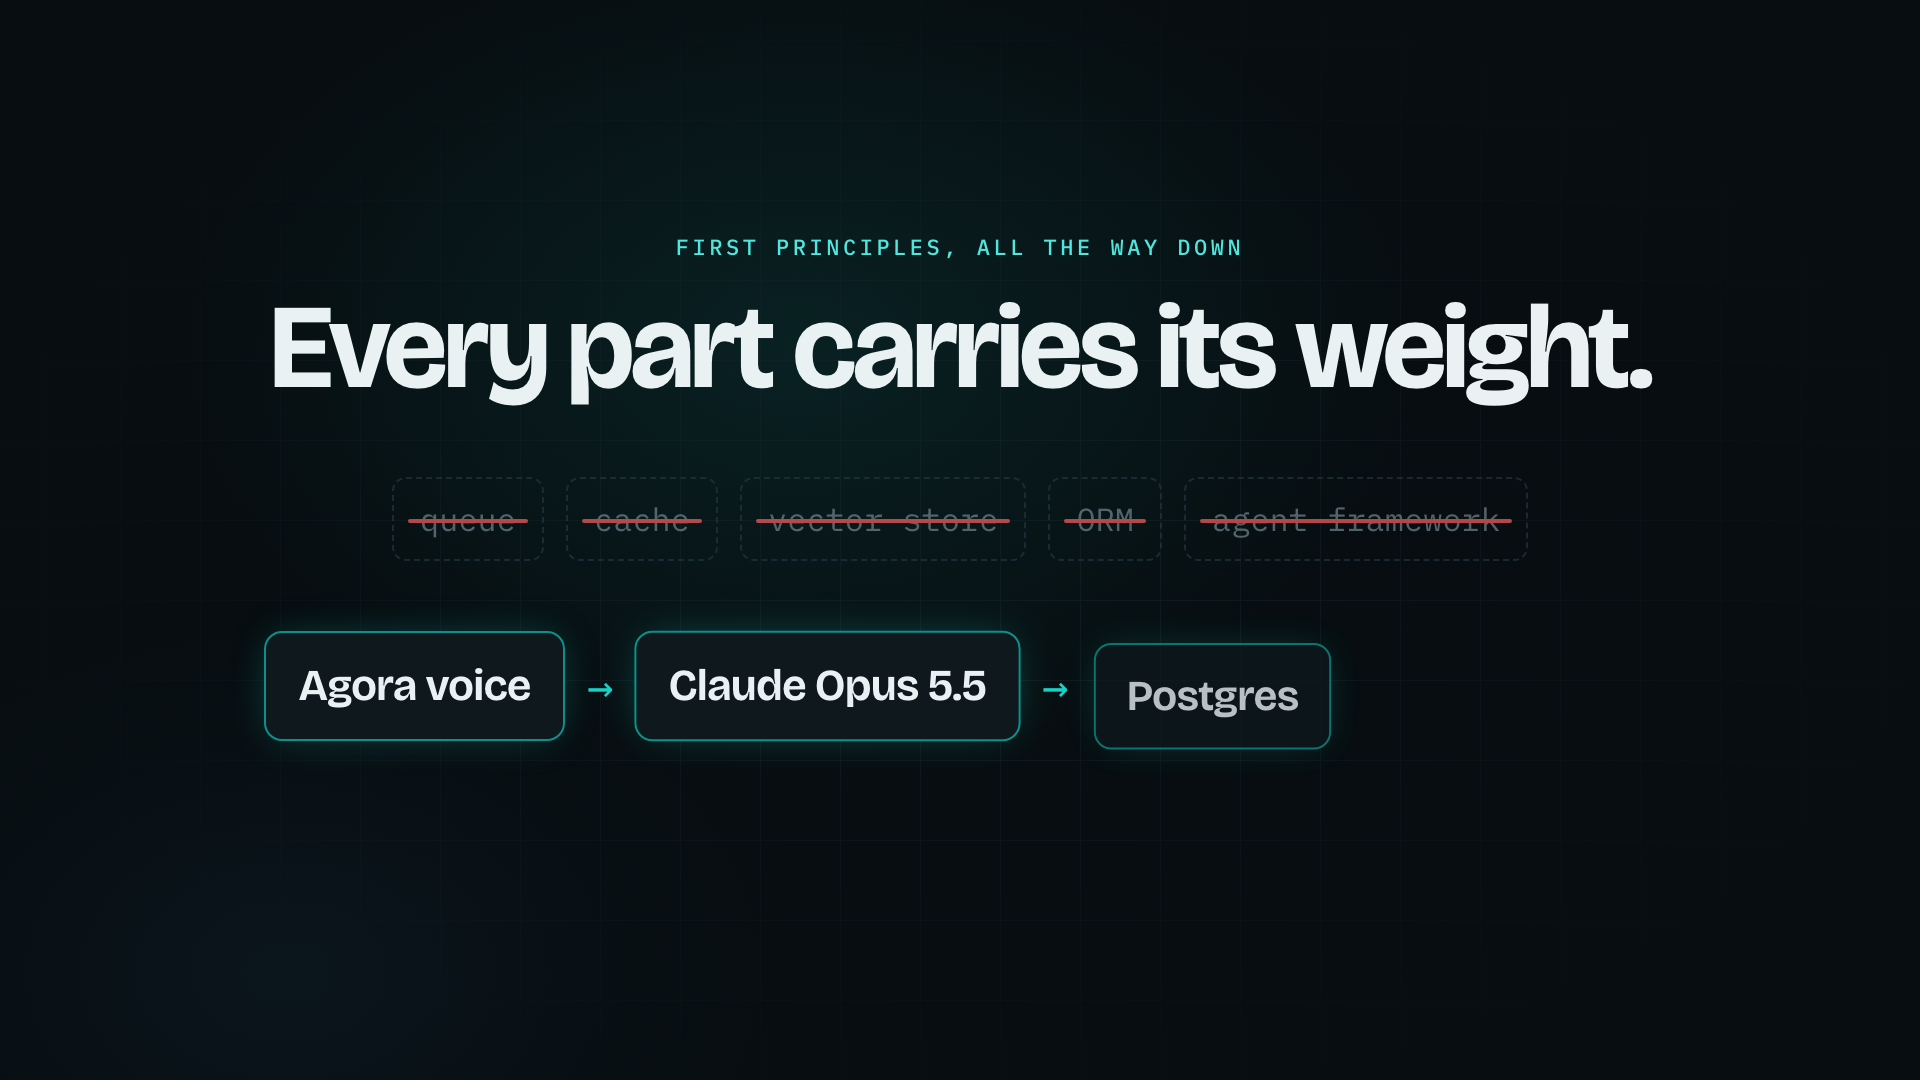 FIRST PRINCIPLES, ALL THE WAY DOWN
Every part carries its weight.
queue cache vector store ORM agent framework
Agora voice → Claude Opus 5.5 → Postgres